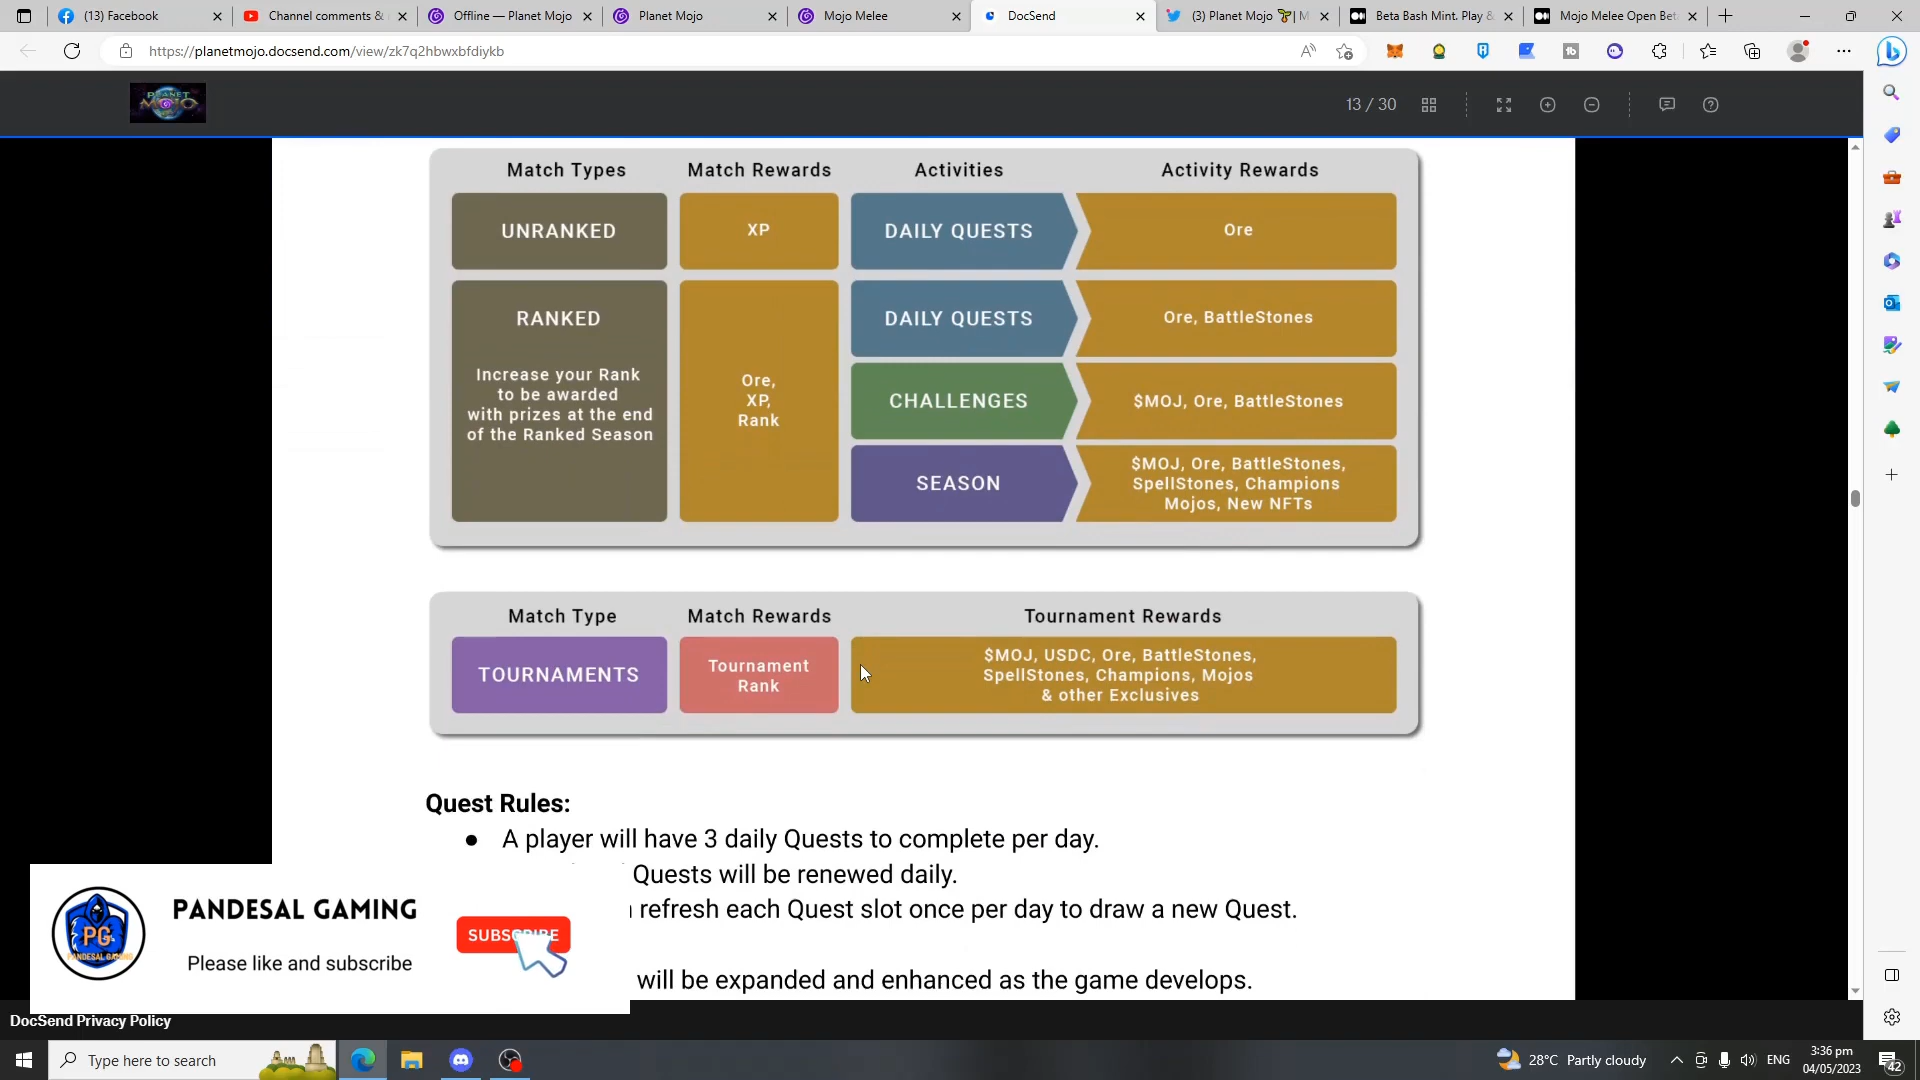 (13) Facebook
Channel comments &
Offline — Planet Mojo
Planet Mojo
Mojo Melee
DocSend
(3) Planet Mojo
Beta Bash Mint. Play &
Mojo Melee Open Bet
https://planetmojo.docsend.com/view/zk7q2hbwxbfdiykb
PLANET
MOJO
13 / 30
Match Types
Match Rewards
Activities
Activity Rewards
UNRANKED
XP
DAILY QUESTS
Ore
RANKED
Increase your Rank
to be awarded
with prizes at the end
of the Ranked Season
Ore,
XP,
Rank
DAILY QUESTS
Ore, BattleStones
CHALLENGES
$MOJ, Ore, BattleStones
SEASON
$MOJ, Ore, BattleStones,
SpellStones, Champions
Mojos, New NFTs
Match Type
Match Rewards
Tournament Rewards
TOURNAMENTS
Tournament
Rank
$MOJ, USDC, Ore, BattleStones,
SpellStones, Champions, Mojos
& other Exclusives
Quest Rules:
● A player will have 3 daily Quests to complete per day.
Quests will be renewed daily.
refresh each Quest slot once per day to draw a new Quest.
will be expanded and enhanced as the game develops.
PG
PANDESAL GAMING
PANDESAL GAMING
Please like and subscribe
SUBSCRIBE
DocSend Privacy Policy
Type here to search
28°C Partly cloudy
ENG
3:36 pm
04/05/2023
42